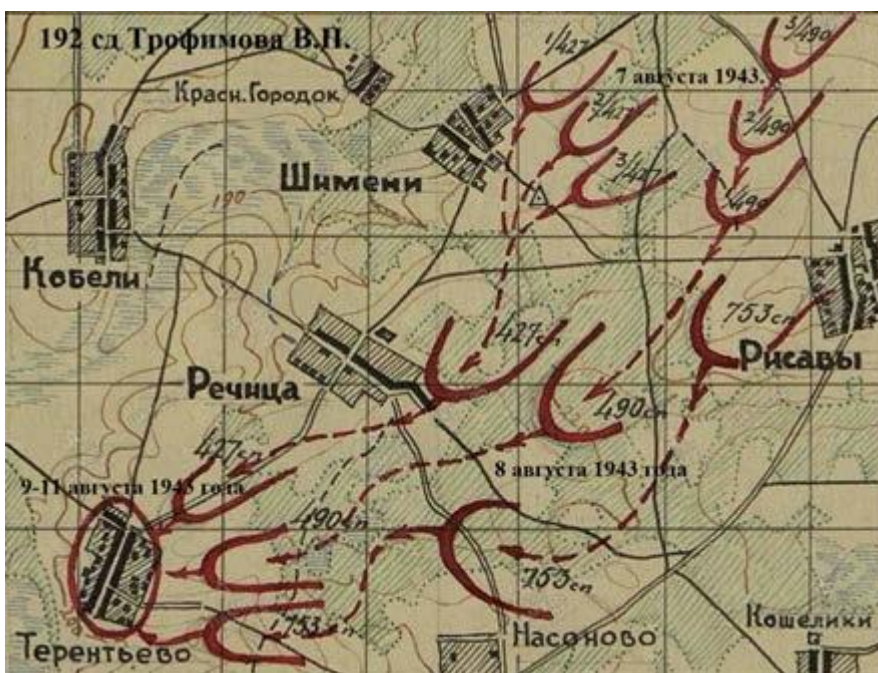 192 сд Трофимова В.П.
1/427
3/490
7 августа 1943.
Красн. Городок
2/427
2/490
Шимени
3/427
1/490
190
Кобели
753сп
427сп
Рисавы
Речица
490сп
427сп
8 августа 1943 года
9-11 августа 1943 года
490сп
753сп
753сп
Насоново
Кошелики
Терентьево